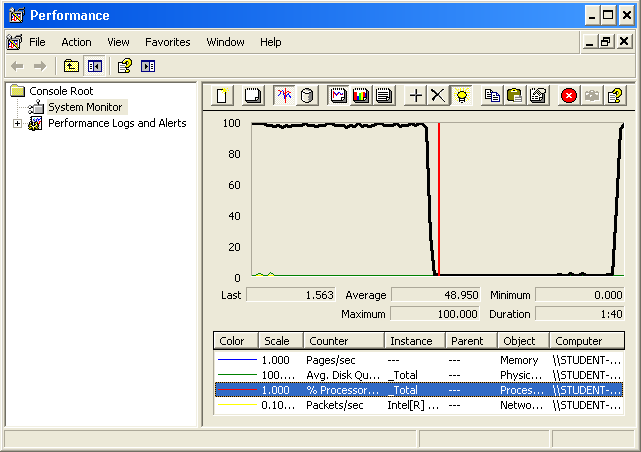 Performance
File Action View Favorites Window Help
Console Root
System Monitor
Performance Logs and Alerts
100
80
60
40
20
0
Last 1.563 Average 48.950 Minimum 0.000
Maximum 100.000 Duration 1:40
Color Scale Counter Instance Parent Object Computer
1.000 Pages/sec --- --- Memory \\STUDENT-...
100.... Avg. Disk Qu... _Total --- Physic... \\STUDENT-...
1.000 % Processor... _Total --- Proces... \\STUDENT-...
0.10... Packets/sec Intel[R] ... --- Netwo... \\STUDENT-...